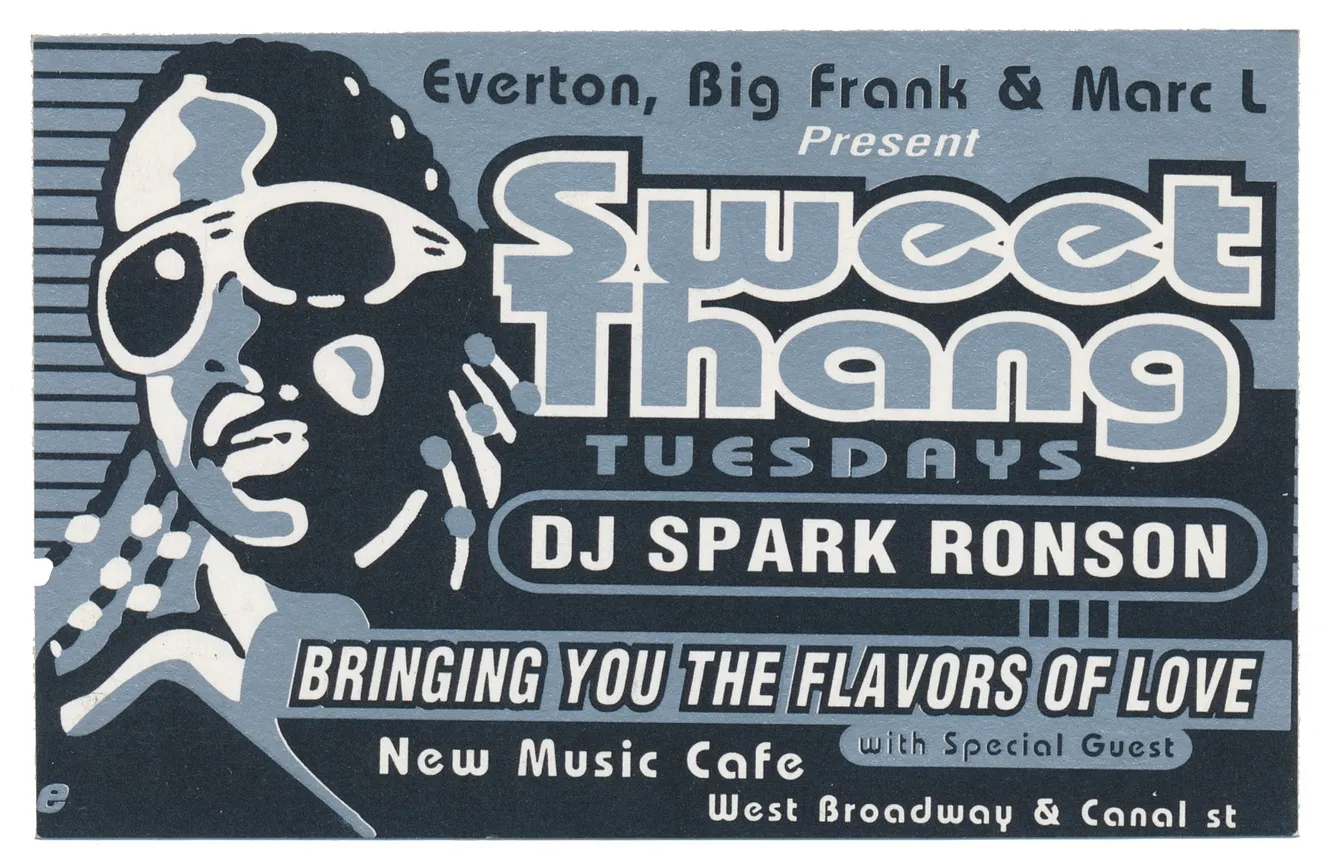 Everton, Big Frank & Marc L
Present
Sweet
Thang
TUESDAYS
DJ SPARK RONSON
BRINGING YOU THE FLAVORS OF LOVE
with Special Guest
New Music Cafe
West Broadway & Canal st
e